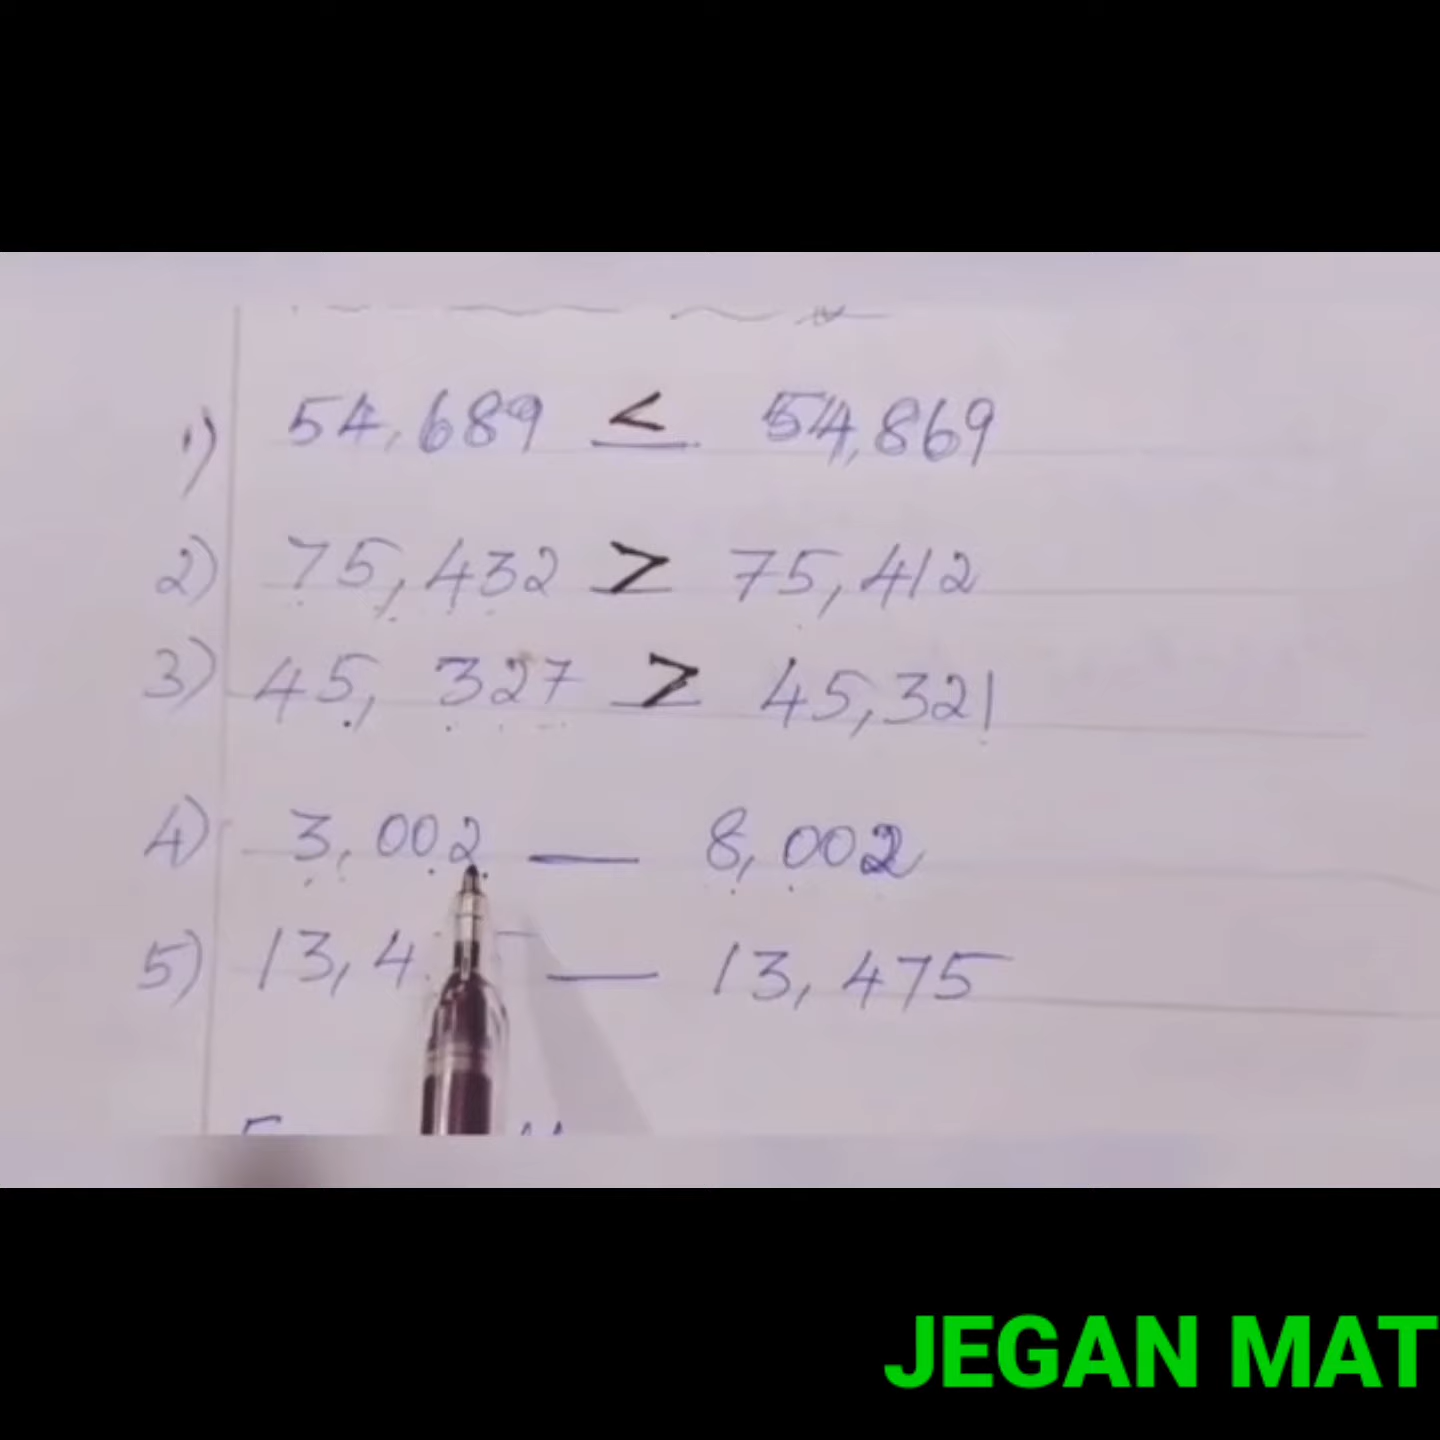 1) 54,689 < 54,869
2) 75,432 > 75,412
3) 45, 327 > 45,321
4) 3,002 — 8,002
5) 13,4 — 13,475
JEGAN MAT